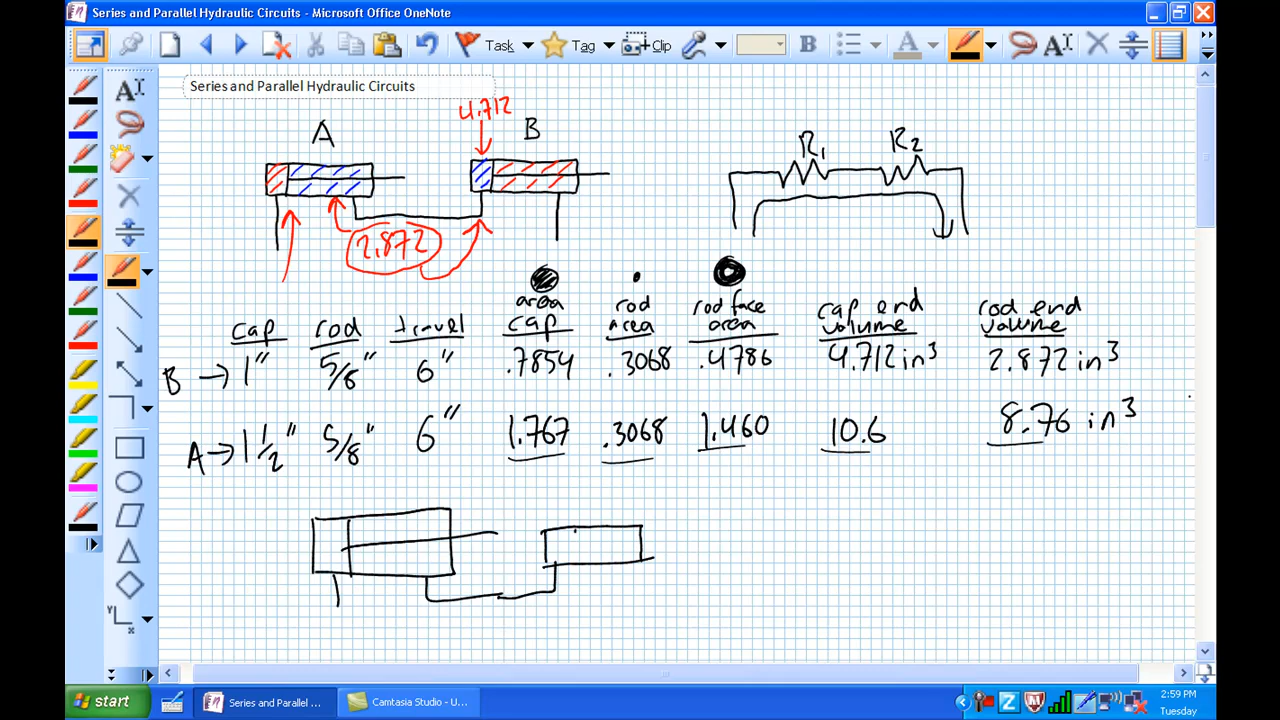 Series and Parallel Hydraulic Circuits - Microsoft Office OneNote
Task Tag Clip B A A I
A I
Series and Parallel Hydraulic Circuits
4.712
A B R1 R2
2.872
cap rod travel area cap rod area rod face area cap end volume rod end volume
B → 1" 5/8" 6" .7854 .3068 .4786 4.712 in³ 2.872 in³
A → 1 1/2" 5/8" 6" 1.767 .3068 1.460 10.6 8.76 in³
start Series and Parallel ... Camtasia Studio - U... Z 2:59 PM
Tuesday